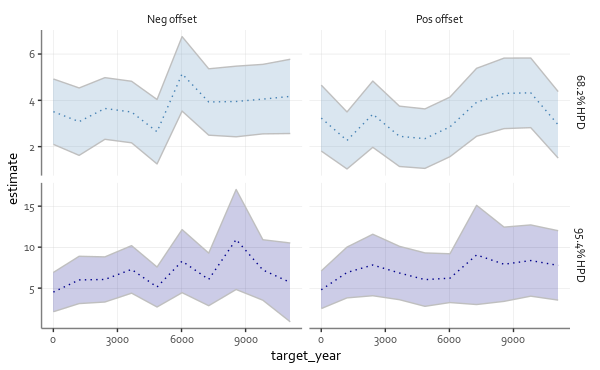 Neg offset
Pos offset
6
4
2
68.2% HPD
estimate
15
10
5
95.4% HPD
0
3000
6000
9000
0
3000
6000
9000
target_year